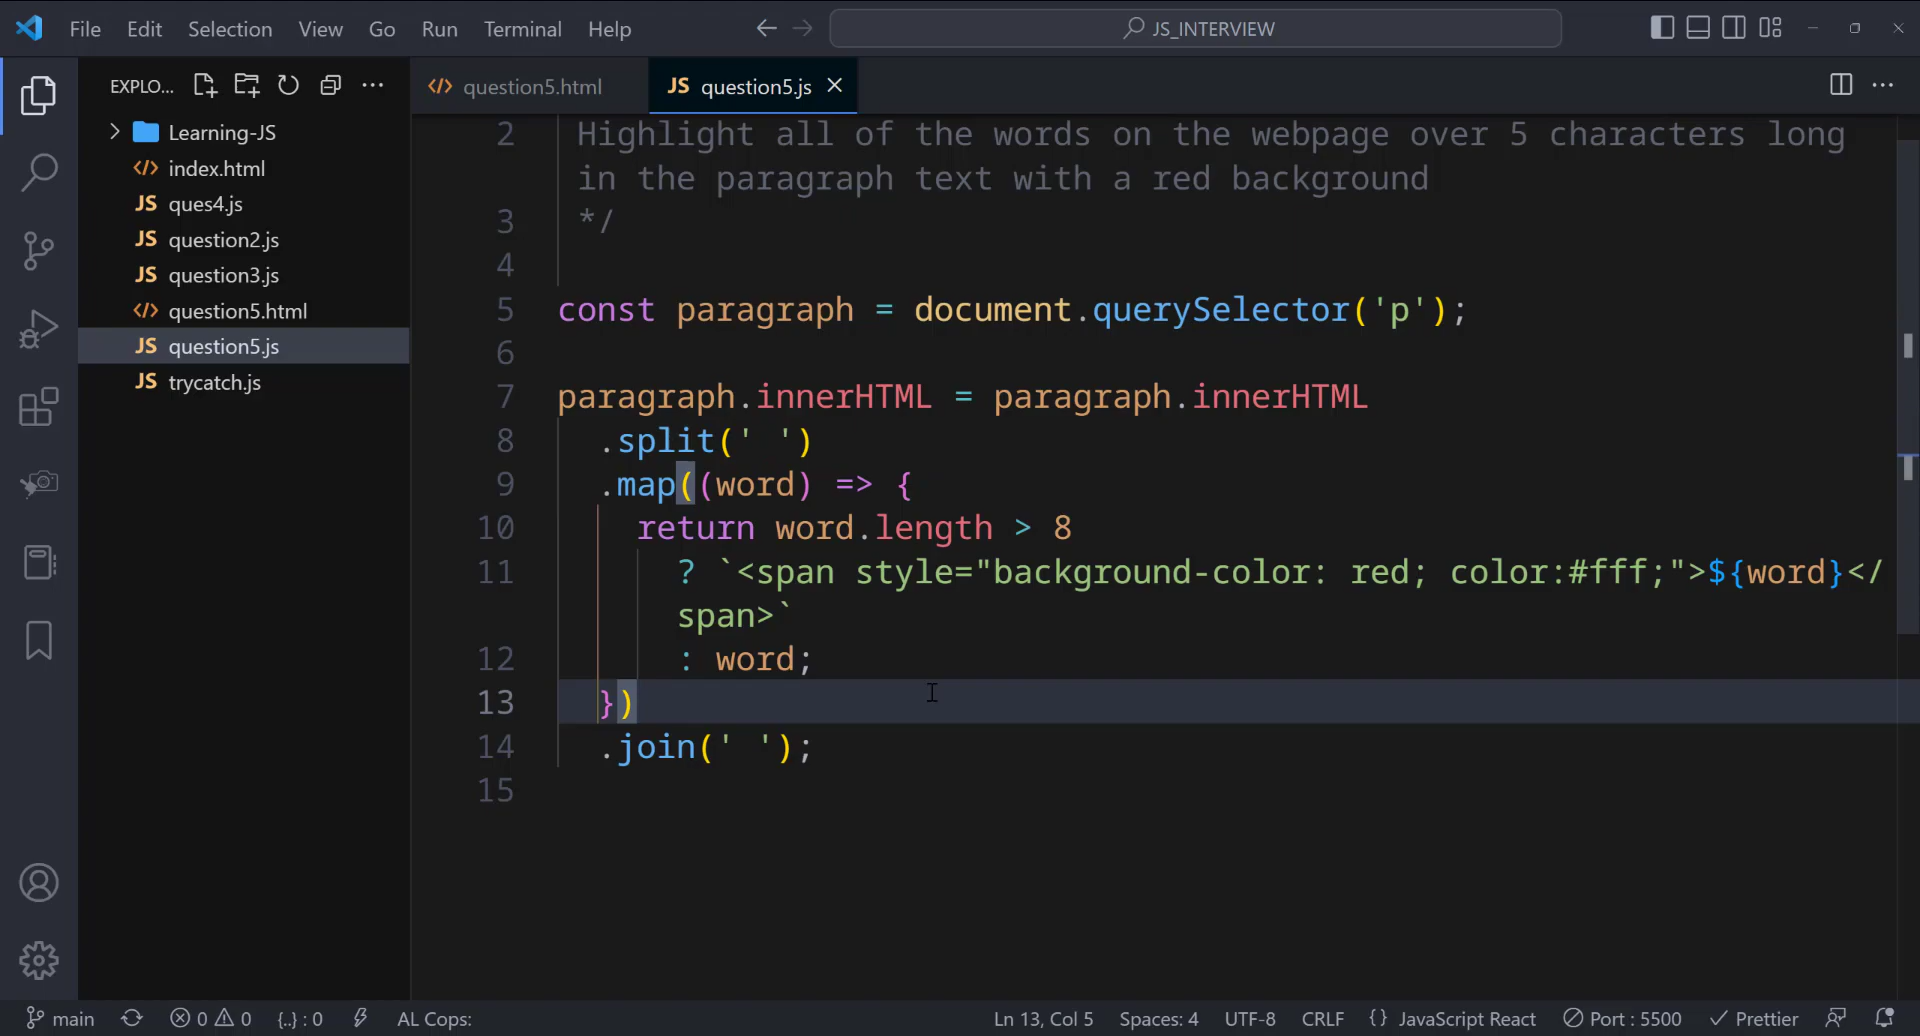 File Edit Selection View Go Run Terminal Help JS_INTERVIEW
EXPLO...
Learning-JS
index.html
JS ques4.js
JS question2.js
JS question3.js
question5.html
JS question5.js
JS trycatch.js
question5.html JS question5.js
2 Highlight all of the words on the webpage over 5 characters long
in the paragraph text with a red background
3 */
4
5 const paragraph = document.querySelector('p');
6
7 paragraph.innerHTML = paragraph.innerHTML
8 .split(' ')
9 .map((word) => {
10 return word.length > 8
11 ? `<span style="background-color: red; color:#fff;">${word}</
span>`
12 : word;
13 })
14 .join(' ');
15
main 0 0 {..} : 0 AL Cops: Ln 13, Col 5 Spaces: 4 UTF-8 CRLF {} JavaScript React Port : 5500 Prettier